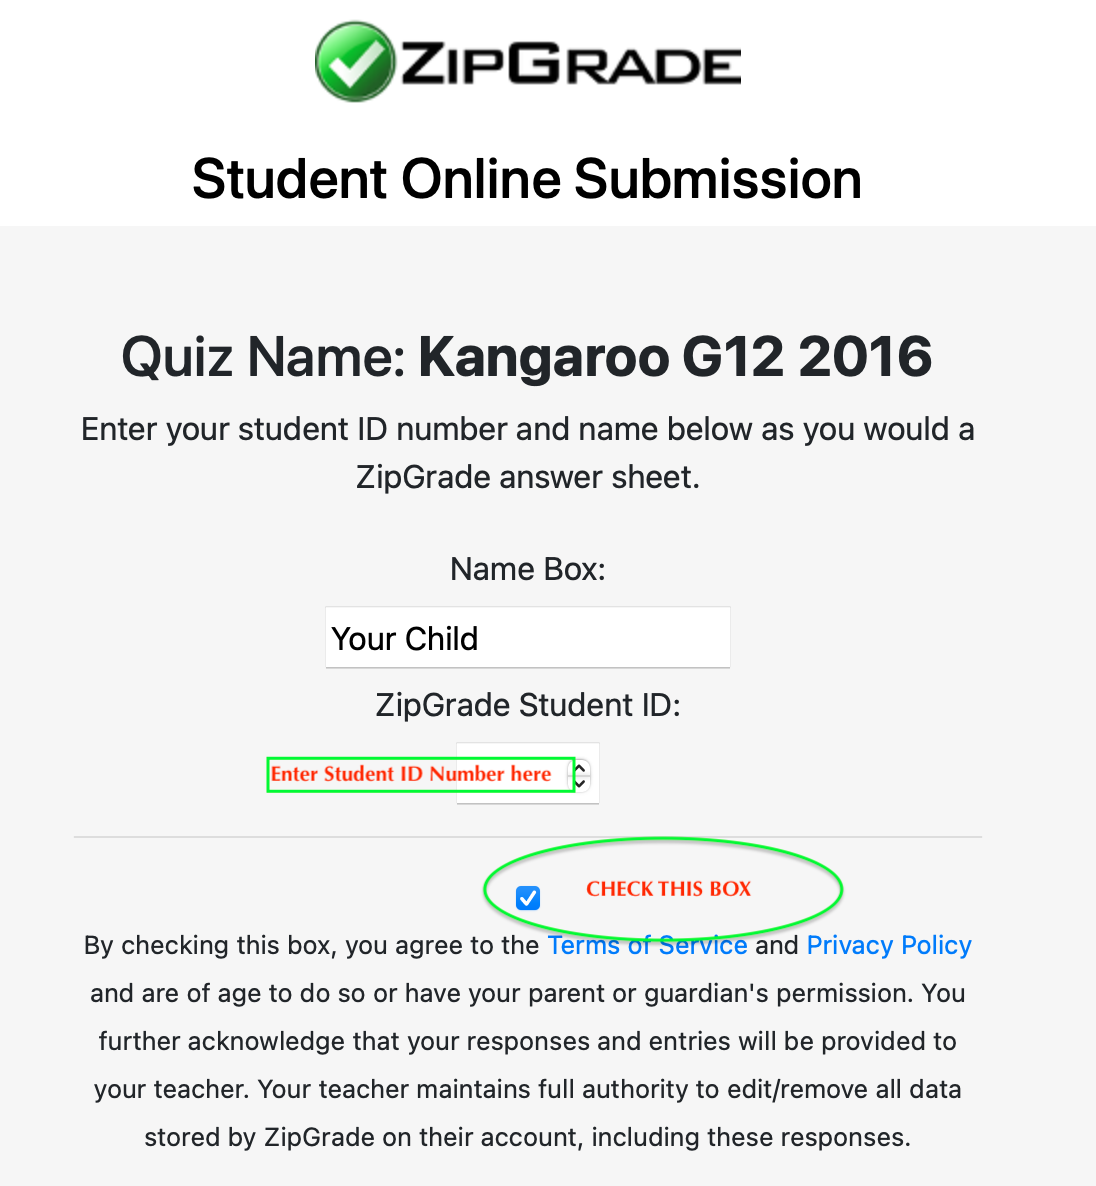 ZIPGRADE
Student Online Submission
Quiz Name: Kangaroo G12 2016
Enter your student ID number and name below as you would a
ZipGrade answer sheet.
Name Box:
Your Child
ZipGrade Student ID:
Enter Student ID Number here
CHECK THIS BOX
By checking this box, you agree to the Terms of Service and Privacy Policy
and are of age to do so or have your parent or guardian's permission. You
further acknowledge that your responses and entries will be provided to
your teacher. Your teacher maintains full authority to edit/remove all data
stored by ZipGrade on their account, including these responses.